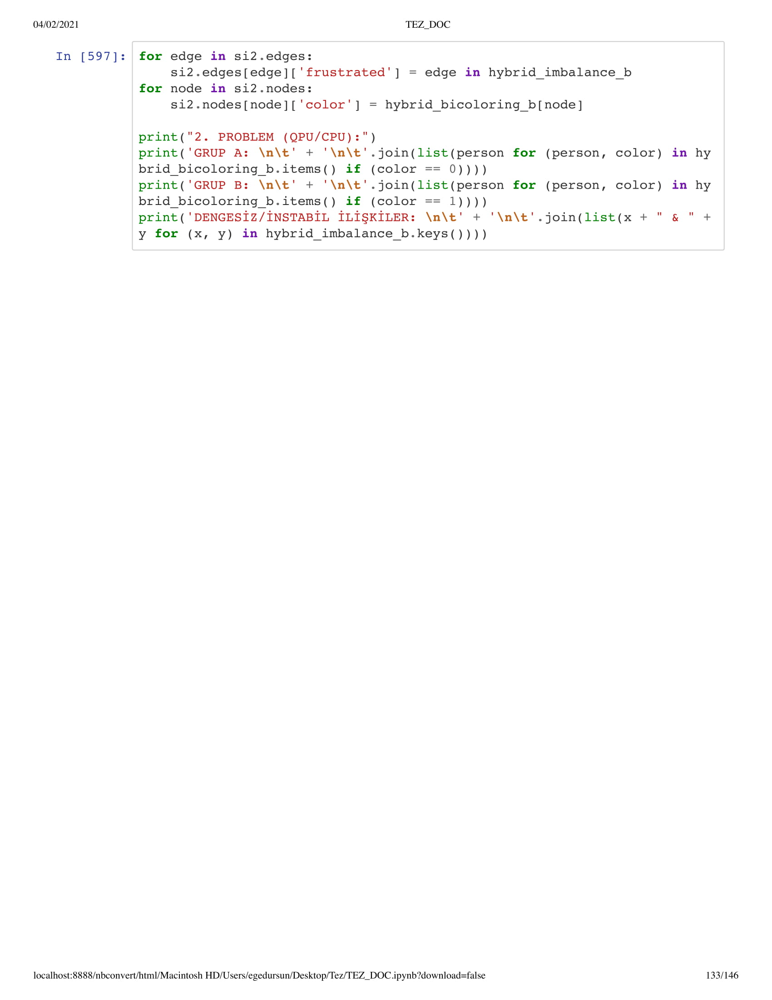 04/02/2021 TEZ_DOC
In [597]: for edge in si2.edges:
    si2.edges[edge]['frustrated'] = edge in hybrid_imbalance_b
for node in si2.nodes:
    si2.nodes[node]['color'] = hybrid_bicoloring_b[node]

print("2. PROBLEM (QPU/CPU):")
print('GRUP A: \n\t' + '\n\t'.join(list(person for (person, color) in hy
brid_bicoloring_b.items() if (color == 0))))
print('GRUP B: \n\t' + '\n\t'.join(list(person for (person, color) in hy
brid_bicoloring_b.items() if (color == 1))))
print('DENGESİZ/İNSTABİL İLİŞKİLER: \n\t' + '\n\t'.join(list(x + " & " +
y for (x, y) in hybrid_imbalance_b.keys())))
localhost:8888/nbconvert/html/Macintosh HD/Users/egedursun/Desktop/Tez/TEZ_DOC.ipynb?download=false 133/146